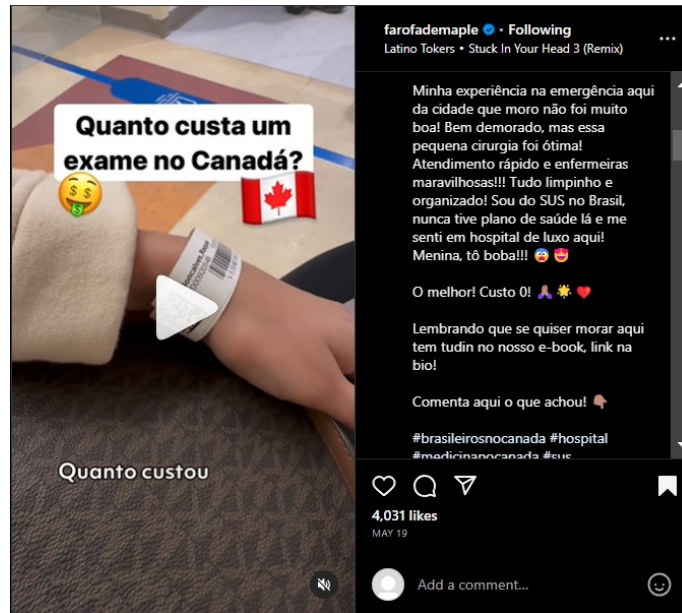 Quanto custa um
exame no Canadá?
Quanto custou
farofademaple • Following
Latino Tokers • Stuck In Your Head 3 (Remix)
Minha experiência na emergência aqui
da cidade que moro não foi muito
boa! Bem demorado, mas essa
pequena cirurgia foi ótima!
Atendimento rápido e enfermeiras
maravilhosas!!! Tudo limpinho e
organizado! Sou do SUS no Brasil,
nunca tive plano de saúde lá e me
senti em hospital de luxo aqui!
Menina, tô boba!!! 😨 😍
O melhor! Custo 0! 🙏🏽 🌟 ❤️
Lembrando que se quiser morar aqui
tem tudin no nosso e-book, link na
bio!
Comenta aqui o que achou! 👇🏽
#brasileirosnocanada #hospital
#medicinanocanada #sus
4,031 likes
MAY 19
Add a comment...